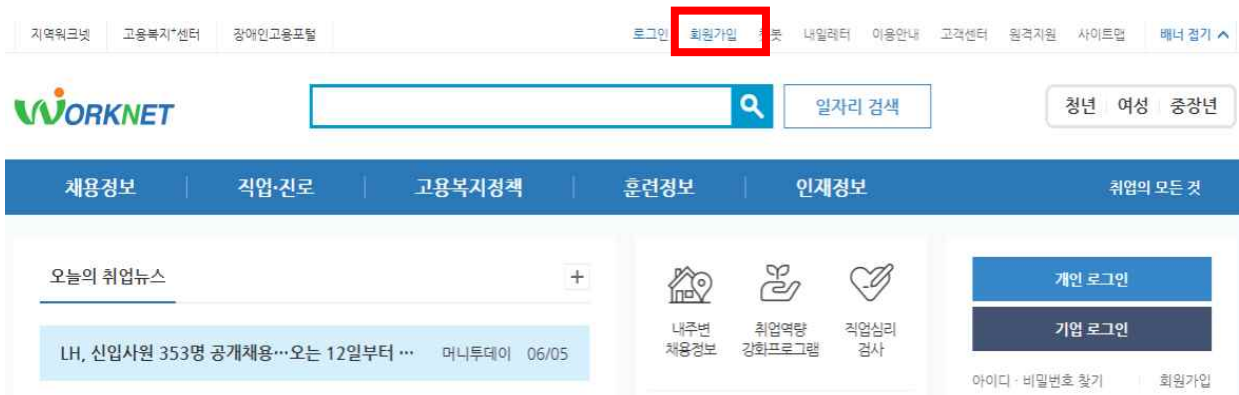 지역워크넷 고용복지+센터 장애인고용포털 로그인 회원가입 내일레터 이용안내 고객센터 원격지원 사이트맵 배너 접기
WORKNET 일자리 검색 청년 여성 중장년
채용정보 직업·진로 고용복지정책 훈련정보 인재정보 취업의 모든 것
오늘의 취업뉴스 +
개인 로그인
LH, 신입사원 353명 공개채용…오는 12일부터 … 머니투데이 06/05
내주변 채용정보
취업역량 강화프로그램
직업심리 검사
기업 로그인
아이디 · 비밀번호 찾기 회원가입